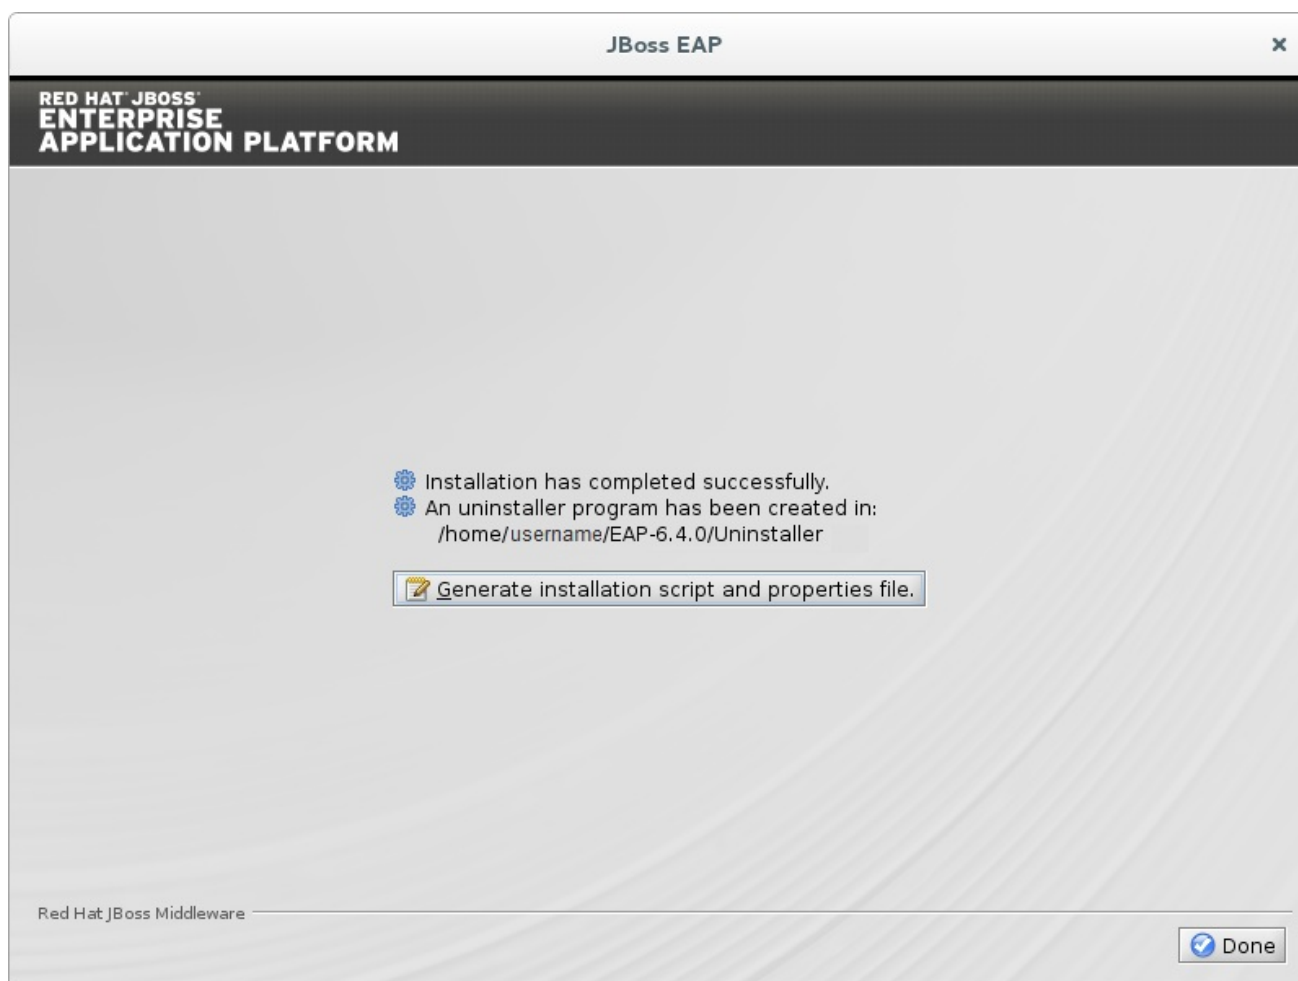 JBoss EAP
RED HAT® JBOSS®
ENTERPRISE
APPLICATION PLATFORM
Installation has completed successfully.
An uninstaller program has been created in:
/home/username/EAP-6.4.0/Uninstaller
Generate installation script and properties file.
Red Hat JBoss Middleware
Done